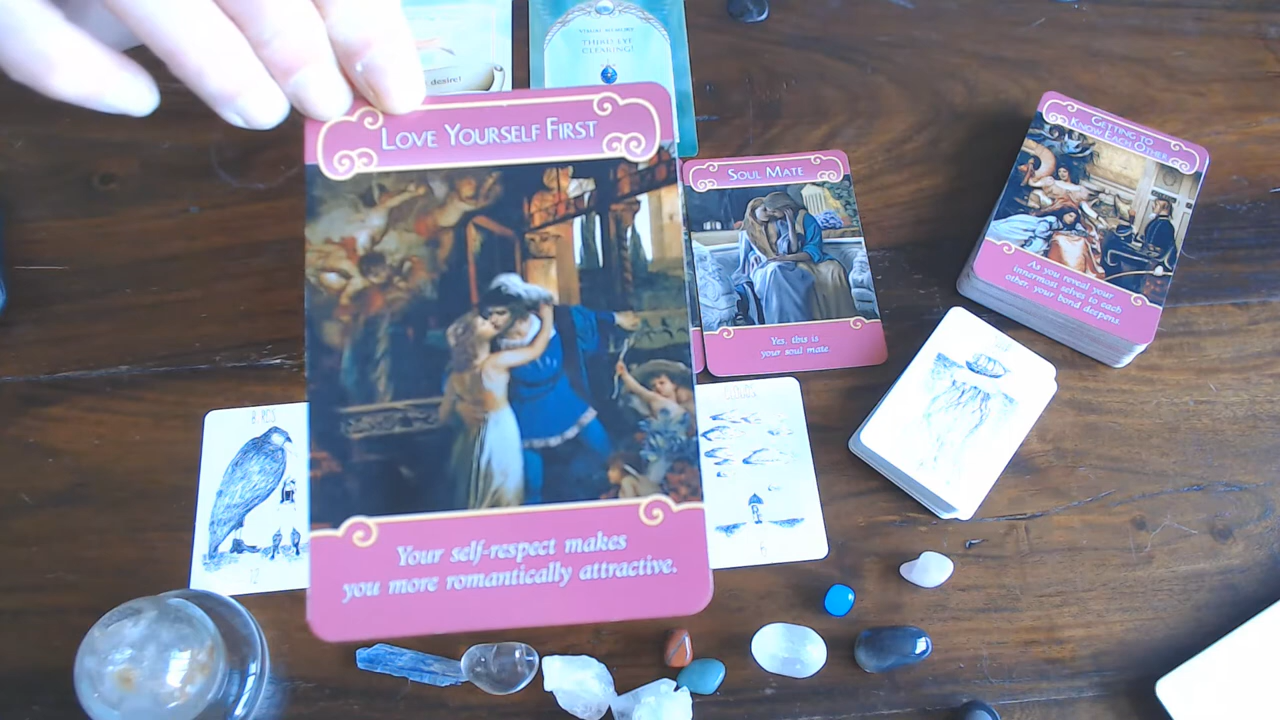 desire!
THIRD EYE
CLEARING!
LOVE YOURSELF FIRST
Your self-respect makes
you more romantically attractive.
SOUL MATE
Yes, this is
your soul mate.
GETTING TO
KNOW EACH OTHER
As you reveal your
innermost selves to each
other, your bond deepens.
BIRDS
12